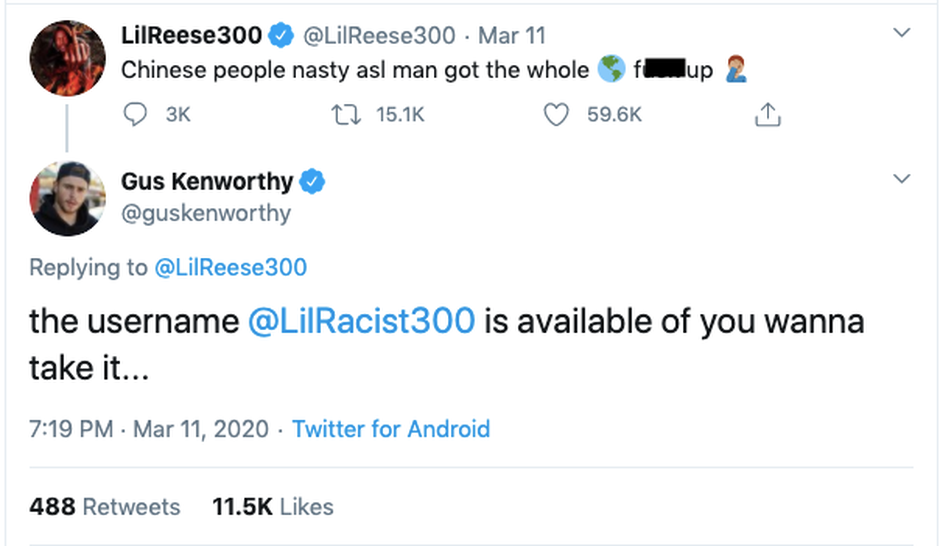 LilReese300 @LilReese300 · Mar 11
Chinese people nasty asl man got the whole 🌎 f up 🤦🏽‍♂️
3K 15.1K 59.6K
Gus Kenworthy
@guskenworthy
Replying to @LilReese300
the username @LilRacist300 is available of you wanna
take it...
7:19 PM · Mar 11, 2020 · Twitter for Android
488 Retweets 11.5K Likes